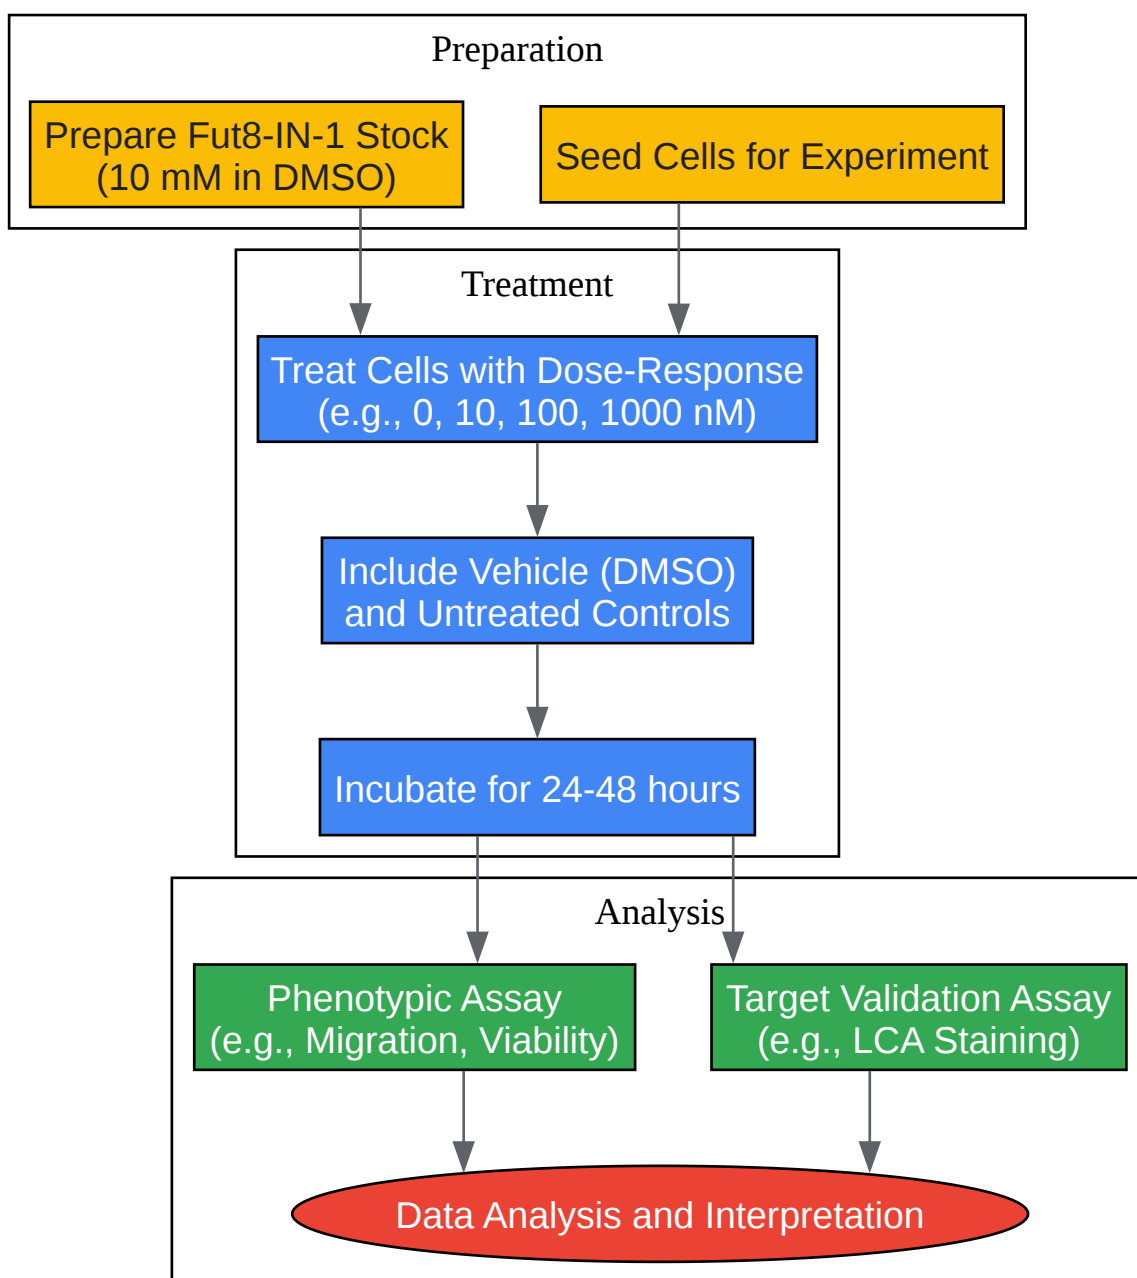 Preparation
Prepare Fut8-IN-1 Stock
(10 mM in DMSO)
Seed Cells for Experiment
Treatment
Treat Cells with Dose-Response
(e.g., 0, 10, 100, 1000 nM)
Include Vehicle (DMSO)
and Untreated Controls
Incubate for 24-48 hours
Analysis
Phenotypic Assay
(e.g., Migration, Viability)
Target Validation Assay
(e.g., LCA Staining)
Data Analysis and Interpretation